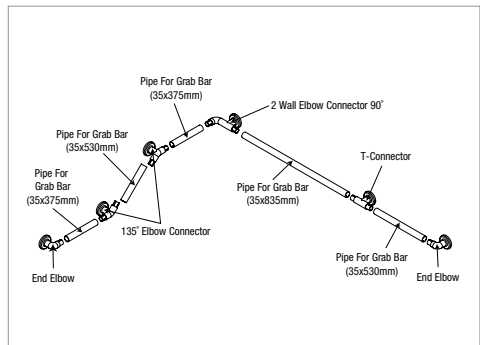 Pipe For Grab Bar
(35x375mm)
2 Wall Elbow Connector 90°
Pipe For Grab Bar
(35x530mm)
T-Connector
Pipe For
Grab Bar
(35x375mm)
Pipe For Grab Bar
(35x835mm)
135° Elbow Connector
Pipe For Grab Bar
(35x530mm)
End Elbow
End Elbow